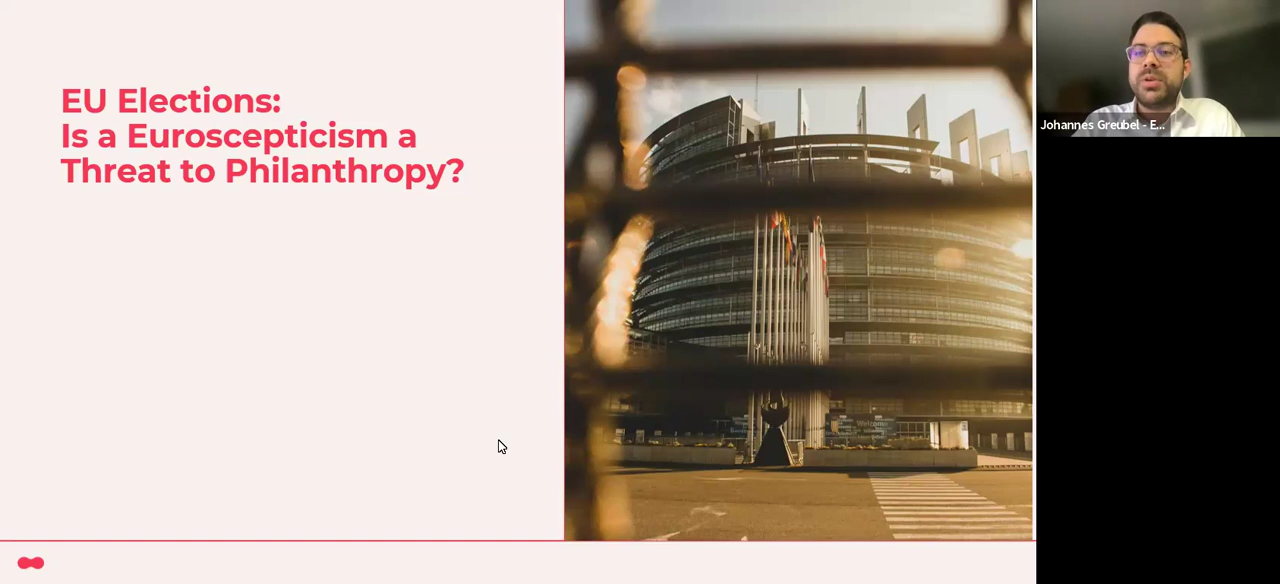 EU Elections:
Is a Euroscepticism a
Threat to Philanthropy?
Johannes Greubel - E...